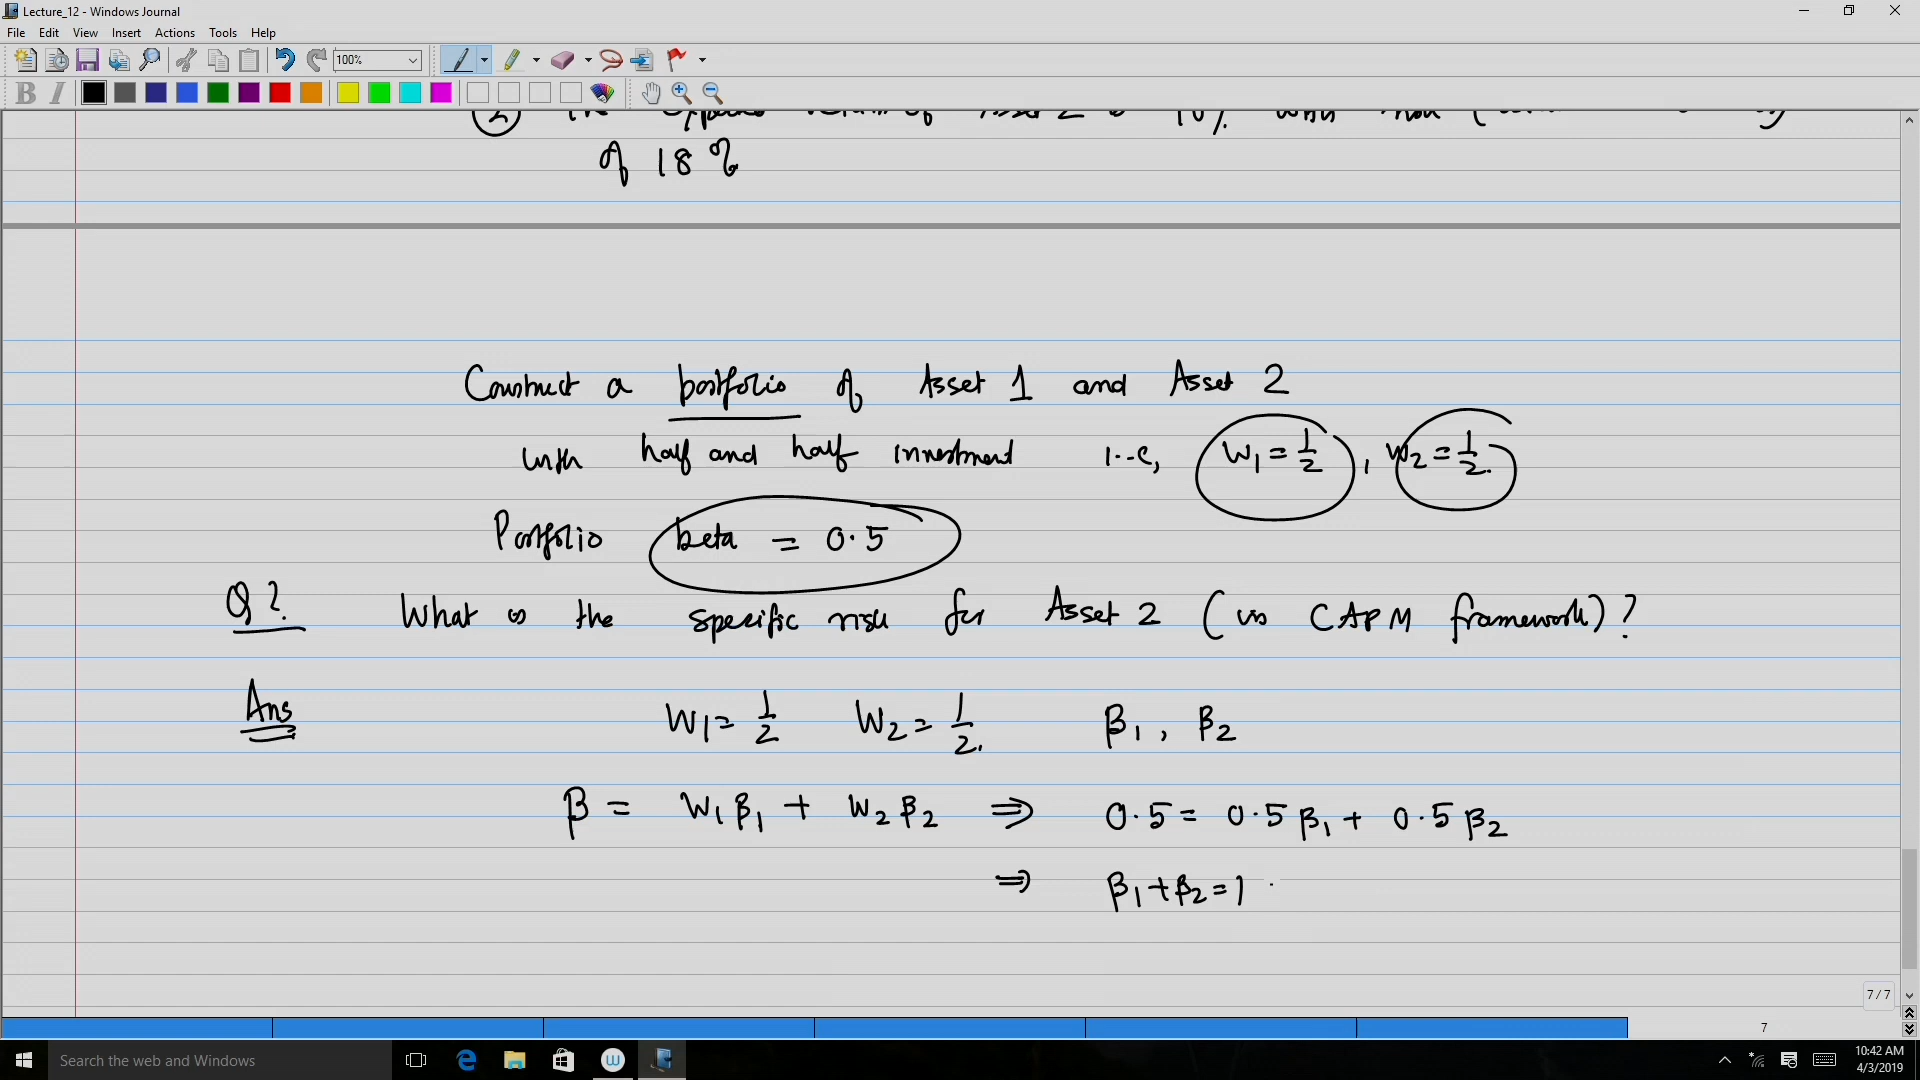 Lecture_12 - Windows Journal
File Edit View Insert Actions Tools Help
100%
B I
2 Asset 2 10%
of 18 %
Construct a portfolio of Asset 1 and Asset 2
with half and half investment i.e, W1 = 1/2 , W2 = 1/2.
Portfolio beta = 0.5
Q? What is the specific risk for Asset 2 (in CAPM framework)?
Ans W1 = 1/2 W2 = 1/2. β1, β2
β = W1β1 + W2β2 ⇒ 0.5 = 0.5β1 + 0.5β2
⇒ β1+β2=1
7 / 7
7
Search the web and Windows
10:42 AM
4/3/2019